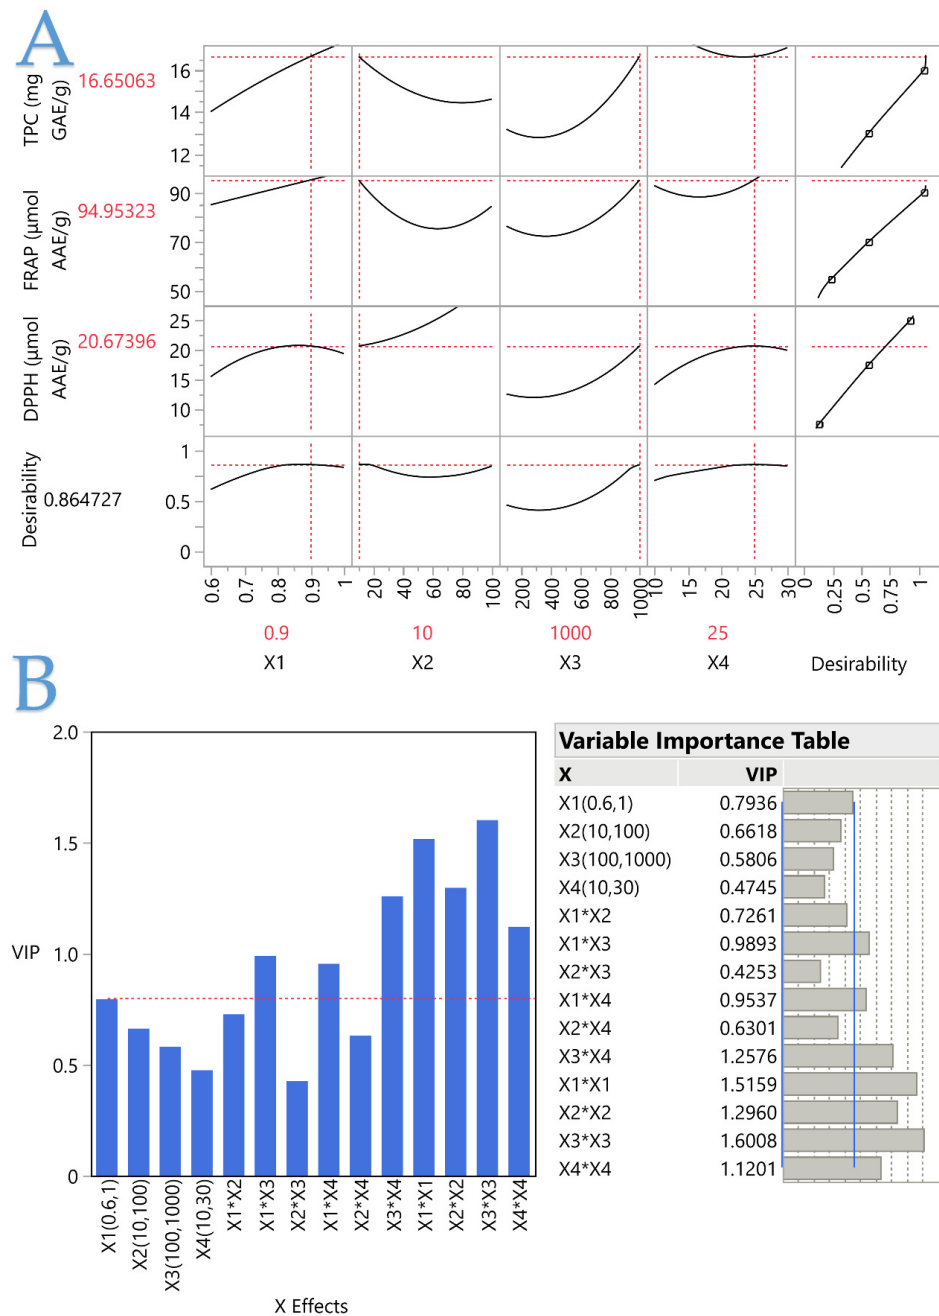 A
TPC (mg
GAE/g)
16.65063
16
14
12
FRAP (µmol
AAE/g)
94.95323
90
70
50
DPPH (µmol
AAE/g)
20.67396
25
20
15
10
Desirability
0.864727
1
0.5
0
0.6 0.7 0.8 0.9 1
20 40 60 80 100
200 400 600 800 1000
10 15 20 25 30
0 0.25 0.5 0.75 1
0.9 10 1000 25
X1 X2 X3 X4 Desirability
B
2.0
1.5
1.0
0.5
0
VIP
X1(0.6,1)
X2(10,100)
X3(100,1000)
X4(10,30)
X1*X2
X1*X3
X2*X3
X1*X4
X2*X4
X3*X4
X1*X1
X2*X2
X3*X3
X4*X4
X Effects
Variable Importance Table
X VIP
X1(0.6,1) 0.7936
X2(10,100) 0.6618
X3(100,1000) 0.5806
X4(10,30) 0.4745
X1*X2 0.7261
X1*X3 0.9893
X2*X3 0.4253
X1*X4 0.9537
X2*X4 0.6301
X3*X4 1.2576
X1*X1 1.5159
X2*X2 1.2960
X3*X3 1.6008
X4*X4 1.1201